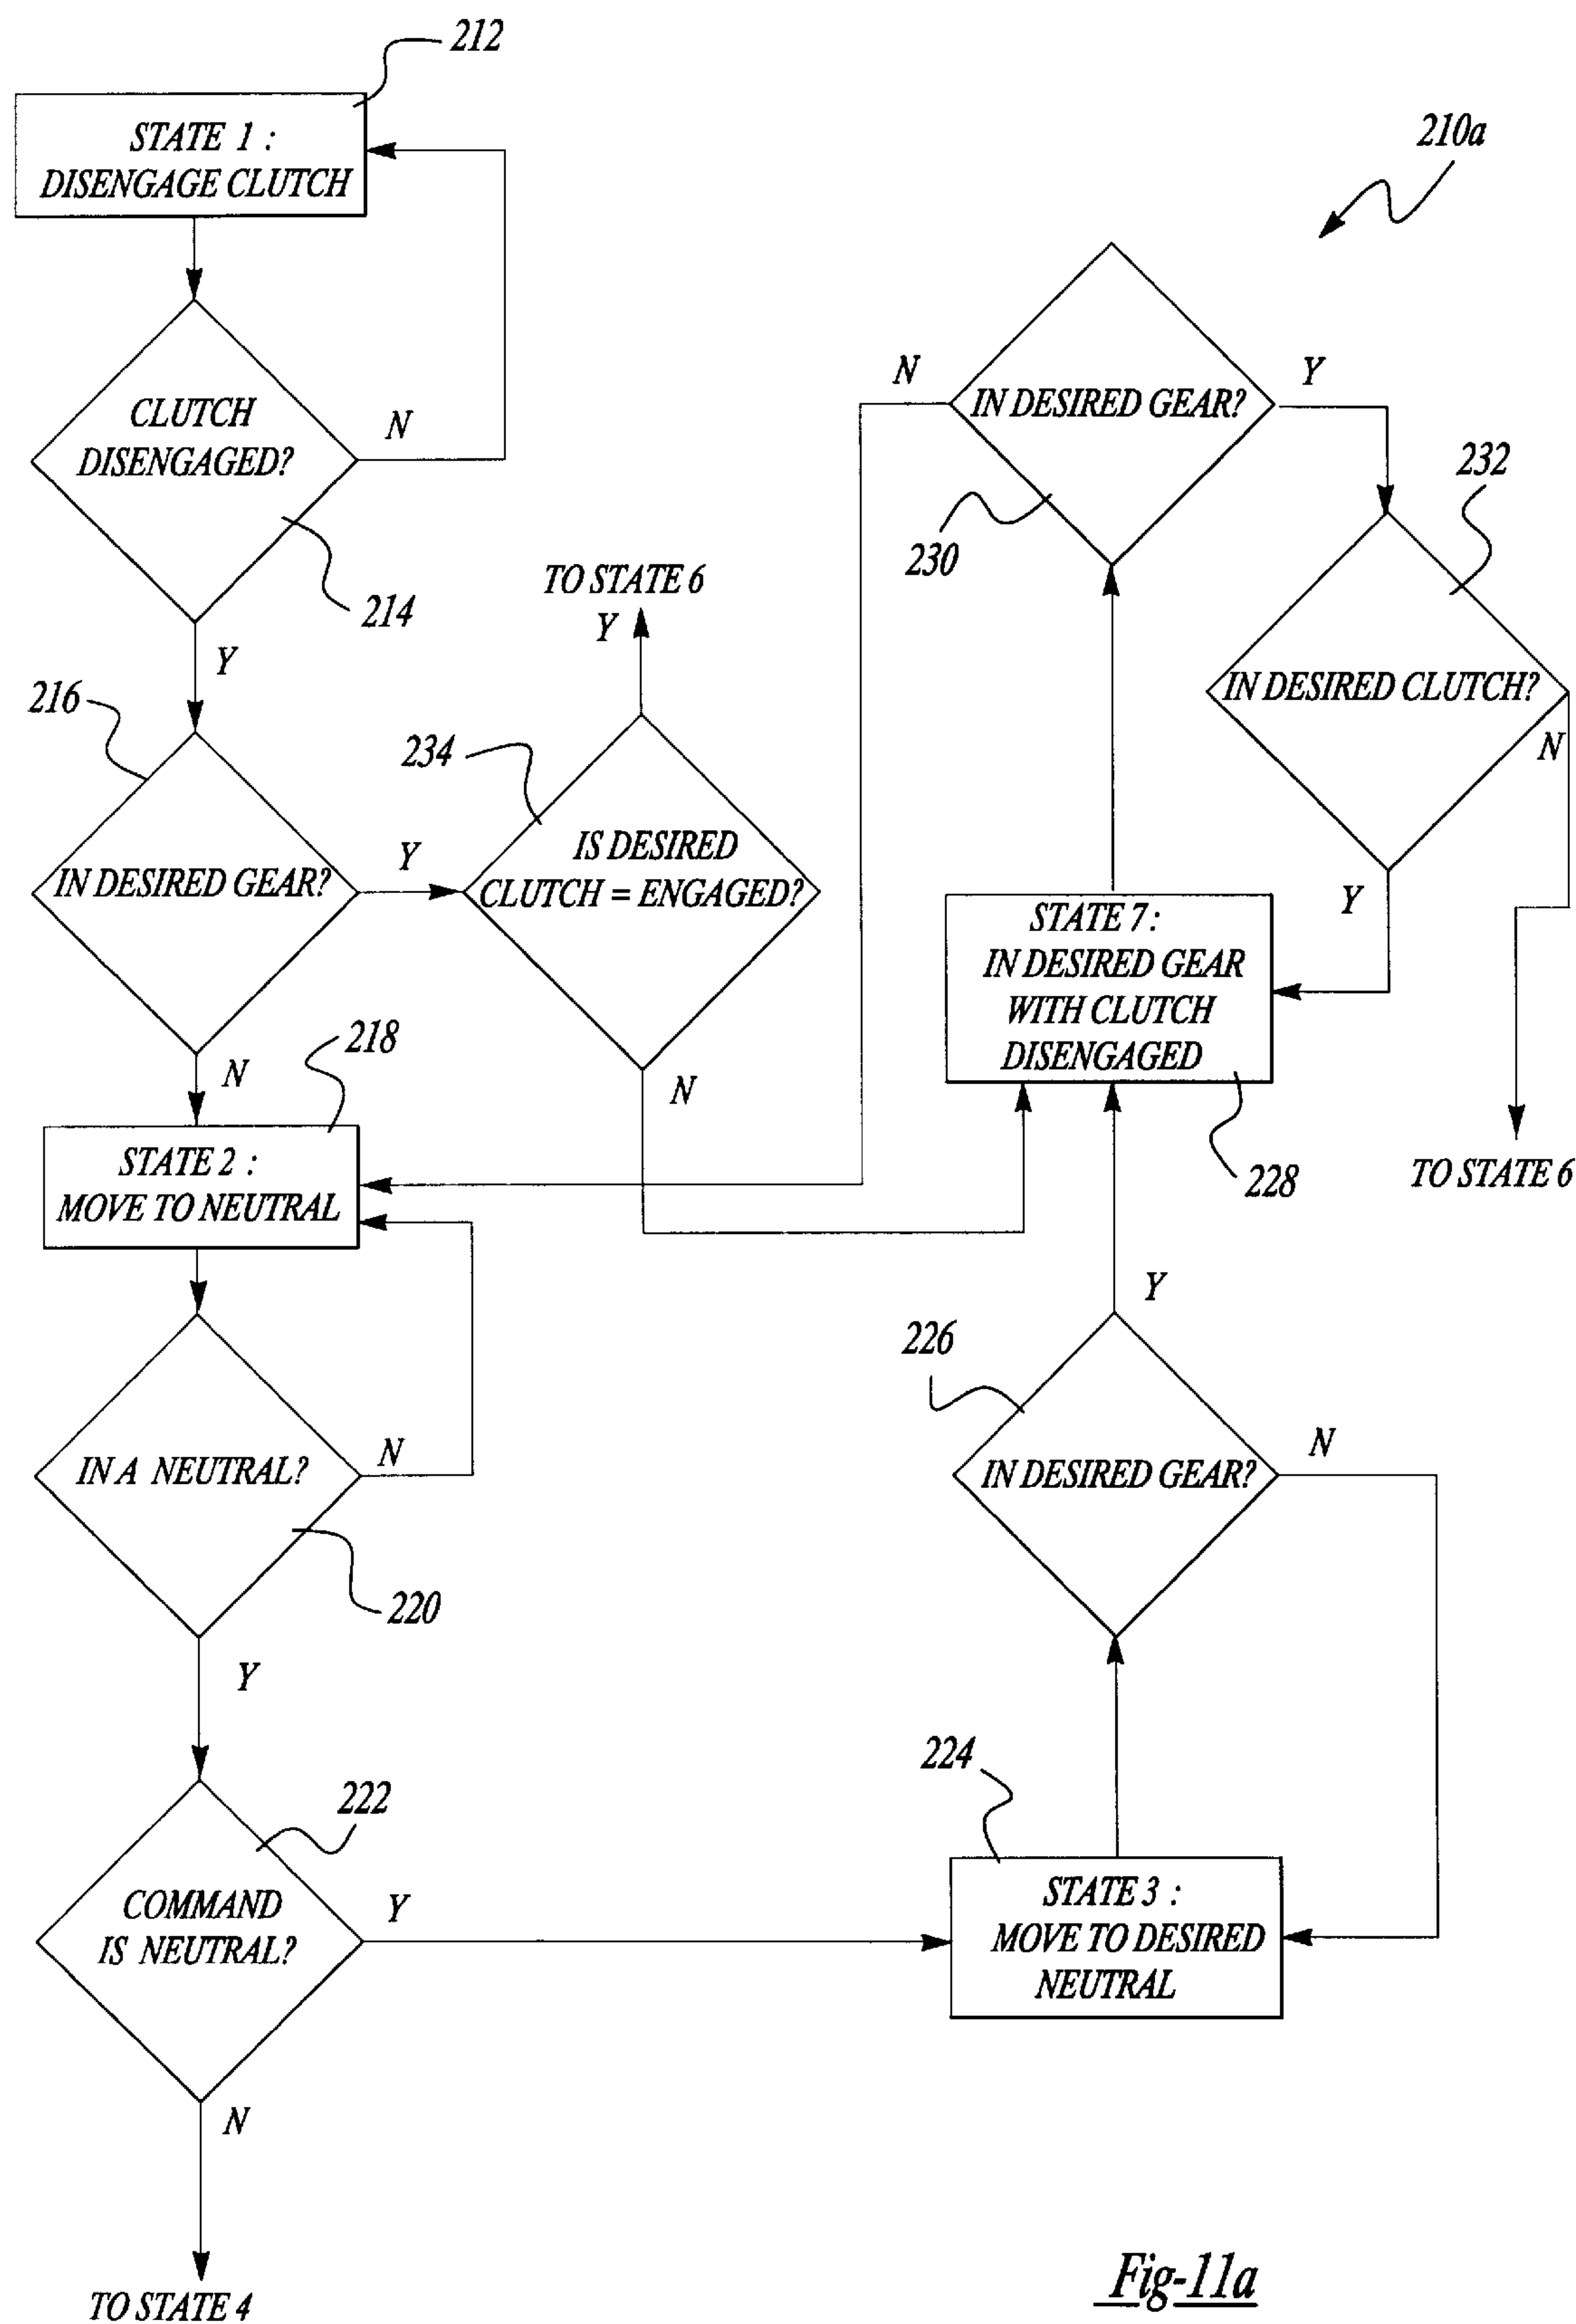 212
STATE 1 :
DISENGAGE CLUTCH
210a
CLUTCH
DISENGAGED?
N
214
Y
216
IN DESIRED GEAR?
Y
N
234
TO STATE 6
Y
IS DESIRED
CLUTCH = ENGAGED?
N
218
STATE 2 :
MOVE TO NEUTRAL
IN A NEUTRAL?
N
220
Y
222
COMMAND
IS NEUTRAL?
Y
N
TO STATE 4
N
IN DESIRED GEAR?
Y
230
232
IN DESIRED CLUTCH?
N
Y
TO STATE 6
STATE 7 :
IN DESIRED GEAR
WITH CLUTCH
DISENGAGED
228
Y
226
IN DESIRED GEAR?
N
224
STATE 3 :
MOVE TO DESIRED
NEUTRAL
Fig-11a